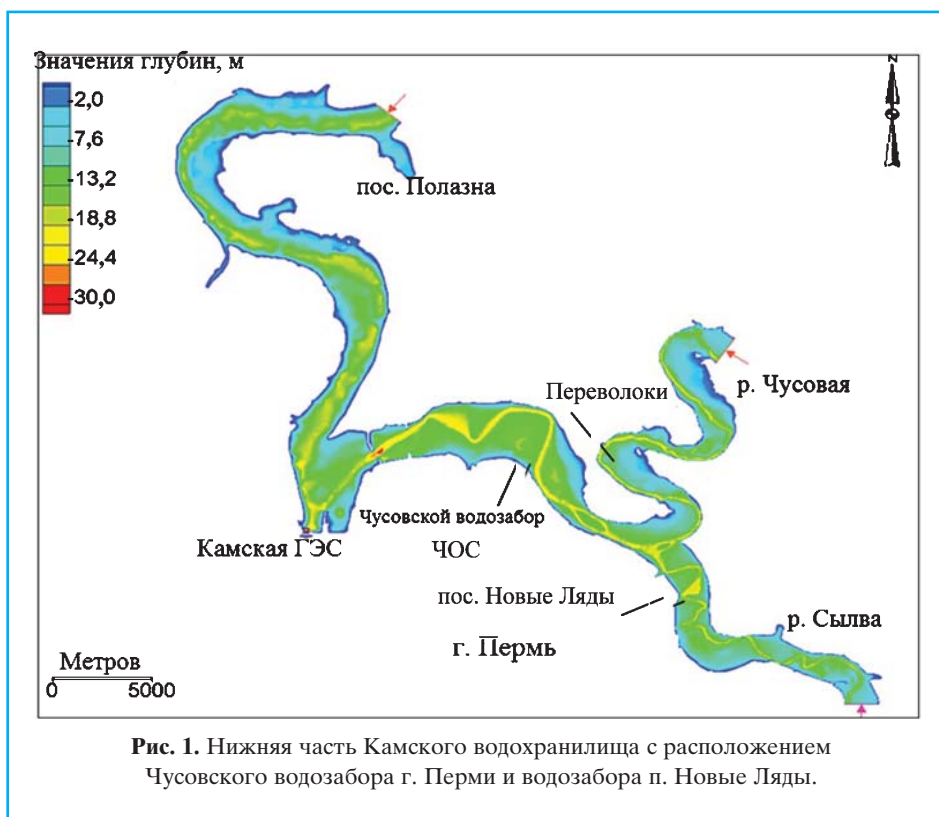 Значения глубин, м
-2,0
-7,6
-13,2
-18,8
-24,4
-30,0
N
пос. Полазна
р. Чусовая
Переволоки
Чусовской водозабор
ЧОС
Камская ГЭС
пос. Новые Ляды
р. Сылва
г. Пермь
Метров
0 5000
Рис. 1. Нижняя часть Камского водохранилища с расположением
Чусовского водозабора г. Перми и водозабора п. Новые Ляды.